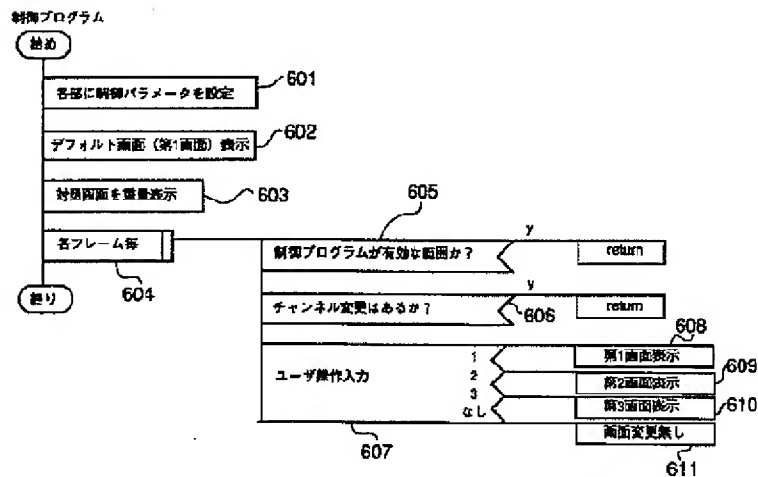 制御プログラム
始め
各部に制御パラメータを設定
601
デフォルト画面(第1画面)表示
602
対提画面を重畳表示
603
各フレーム毎
604
終り
605
制御プログラムが有効な範囲か?
y
return
チャンネル変更はあるか?
606
y
return
ユーザ操作入力
607
1
2
3
なし
608
第1画面表示
609
第2画面表示
610
第3画面表示
画面変更無し
611